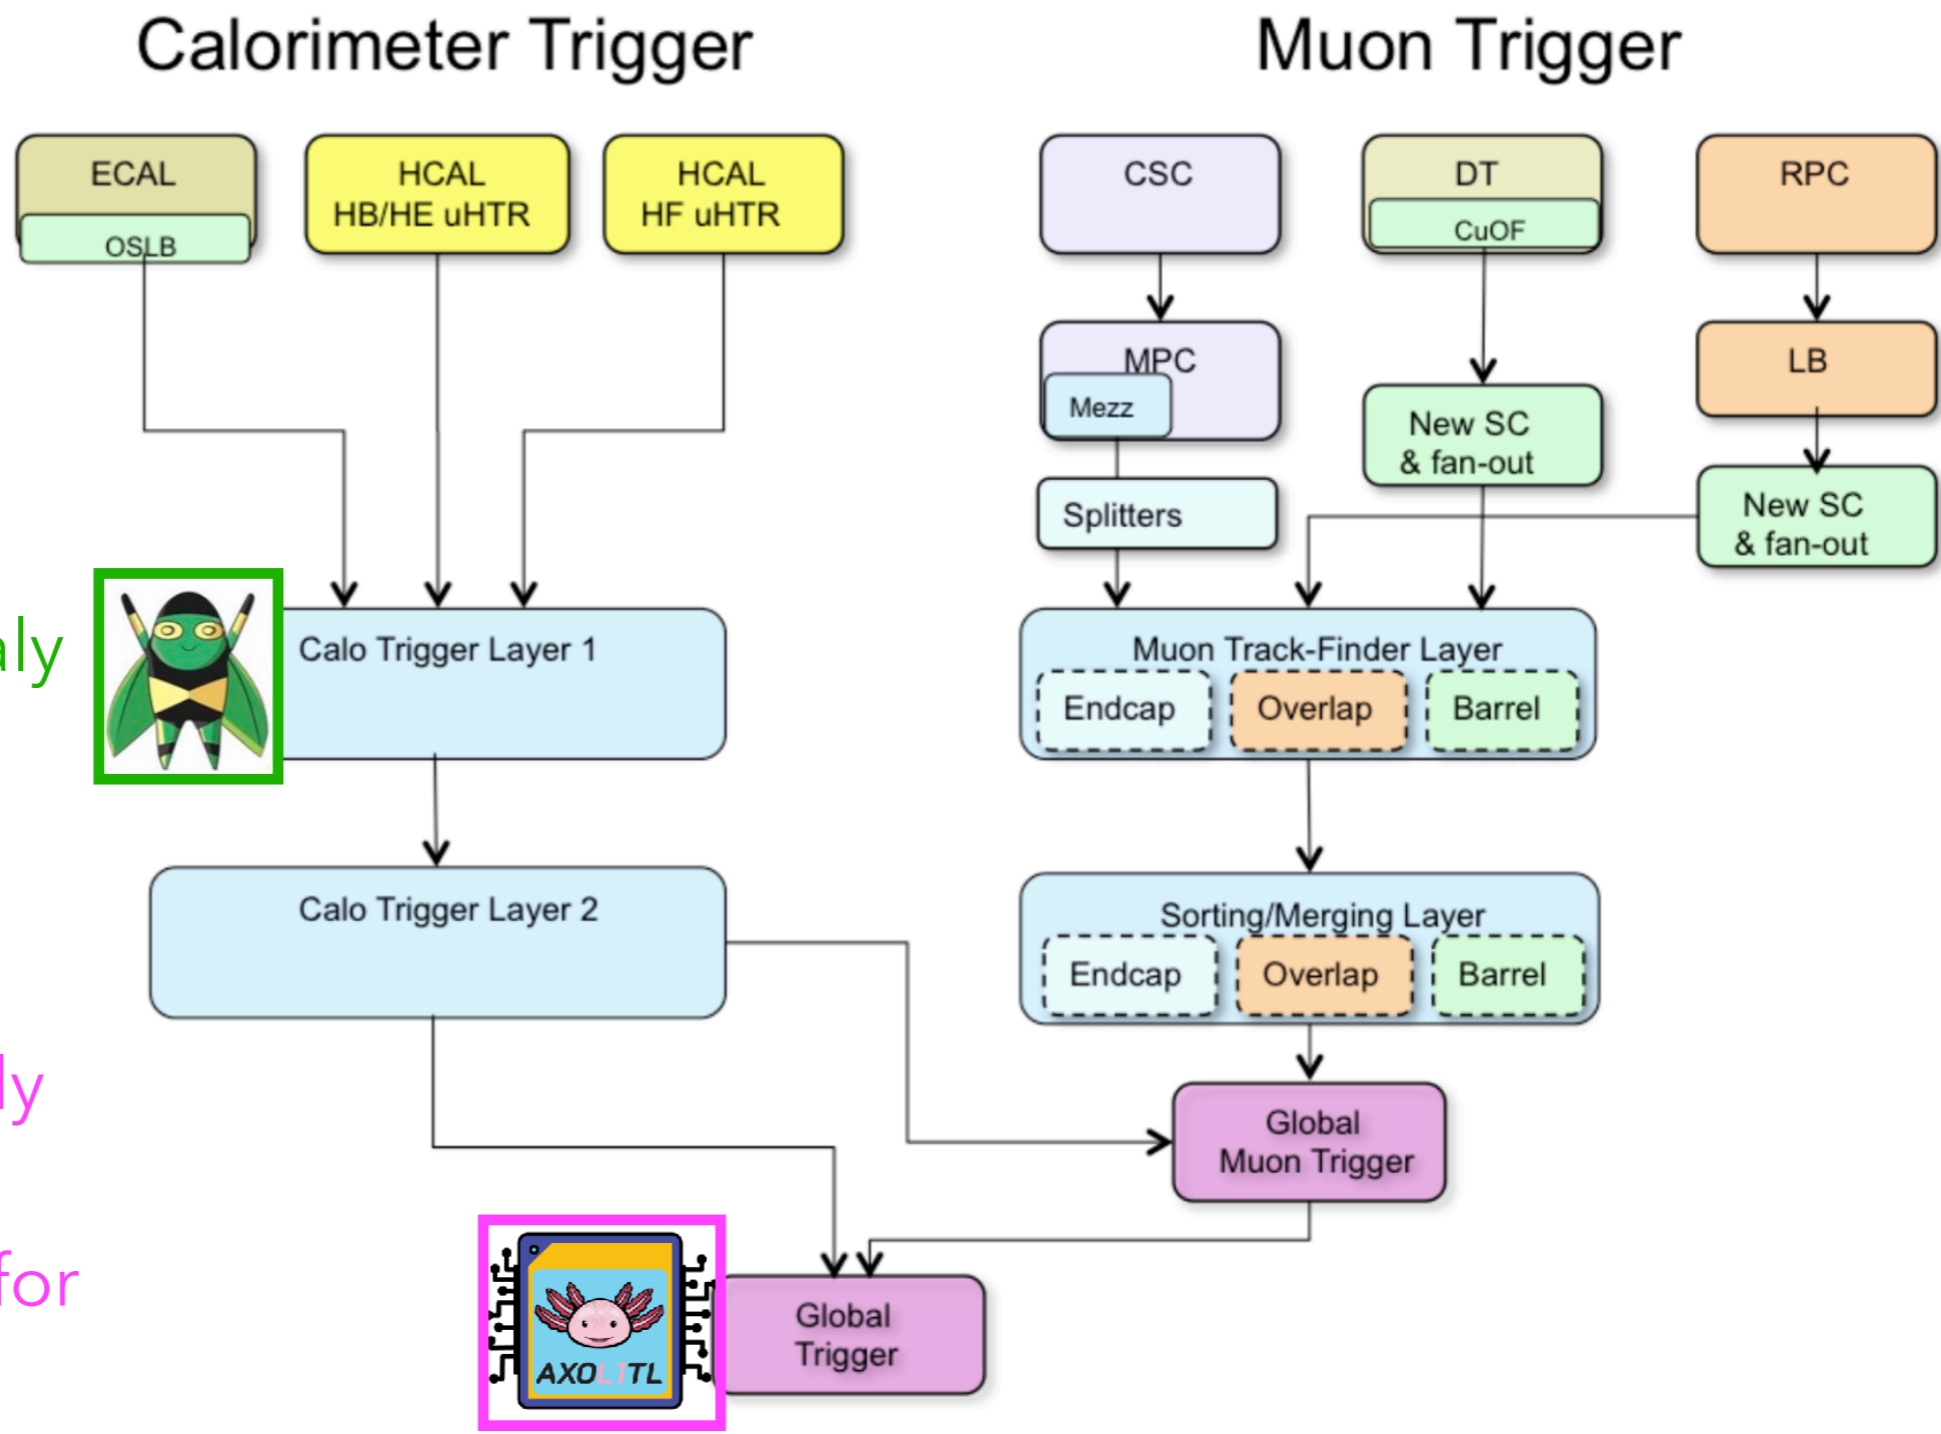 Calorimeter Trigger
Muon Trigger
ECAL
OSLB
HCAL
HB/HE uHTR
HCAL
HF uHTR
CSC
DT
CuOF
RPC
MPC
Mezz
LB
New SC
& fan-out
Splitters
New SC
& fan-out
aly
Calo Trigger Layer 1
Muon Track-Finder Layer
Endcap
Overlap
Barrel
Calo Trigger Layer 2
Sorting/Merging Layer
Endcap
Overlap
Barrel
ly
Global
Muon Trigger
for
Global
Trigger
AXOL1TL